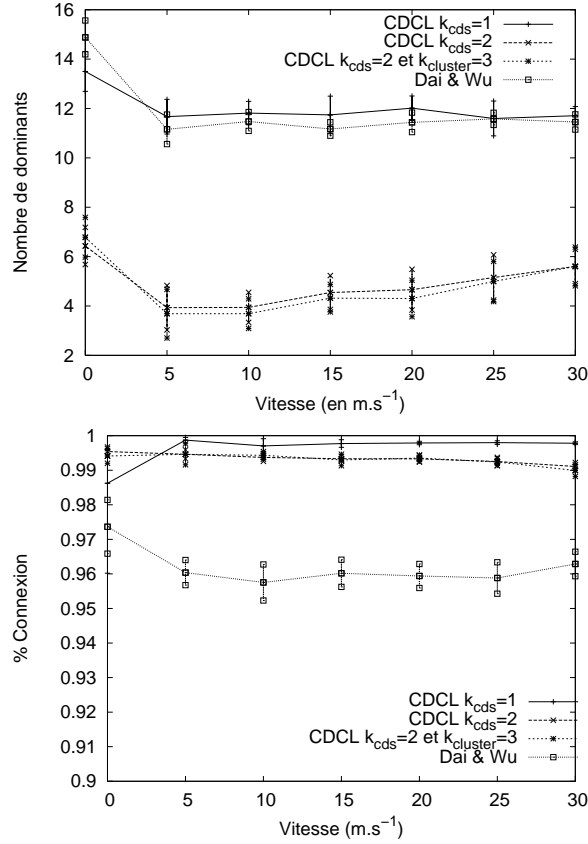 16
14
12
10
8
6
4
2
Nombre de dominants
CDCL k_cds=1
CDCL k_cds=2
CDCL k_cds=2 et k_cluster=3
Dai & Wu
0 5 10 15 20 25 30
Vitesse (en m.s⁻¹)
1
0.99
0.98
0.97
0.96
0.95
0.94
0.93
0.92
0.91
0.9
% Connexion
CDCL k_cds=1
CDCL k_cds=2
CDCL k_cds=2 et k_cluster=3
Dai & Wu
0 5 10 15 20 25 30
Vitesse (m.s⁻¹)